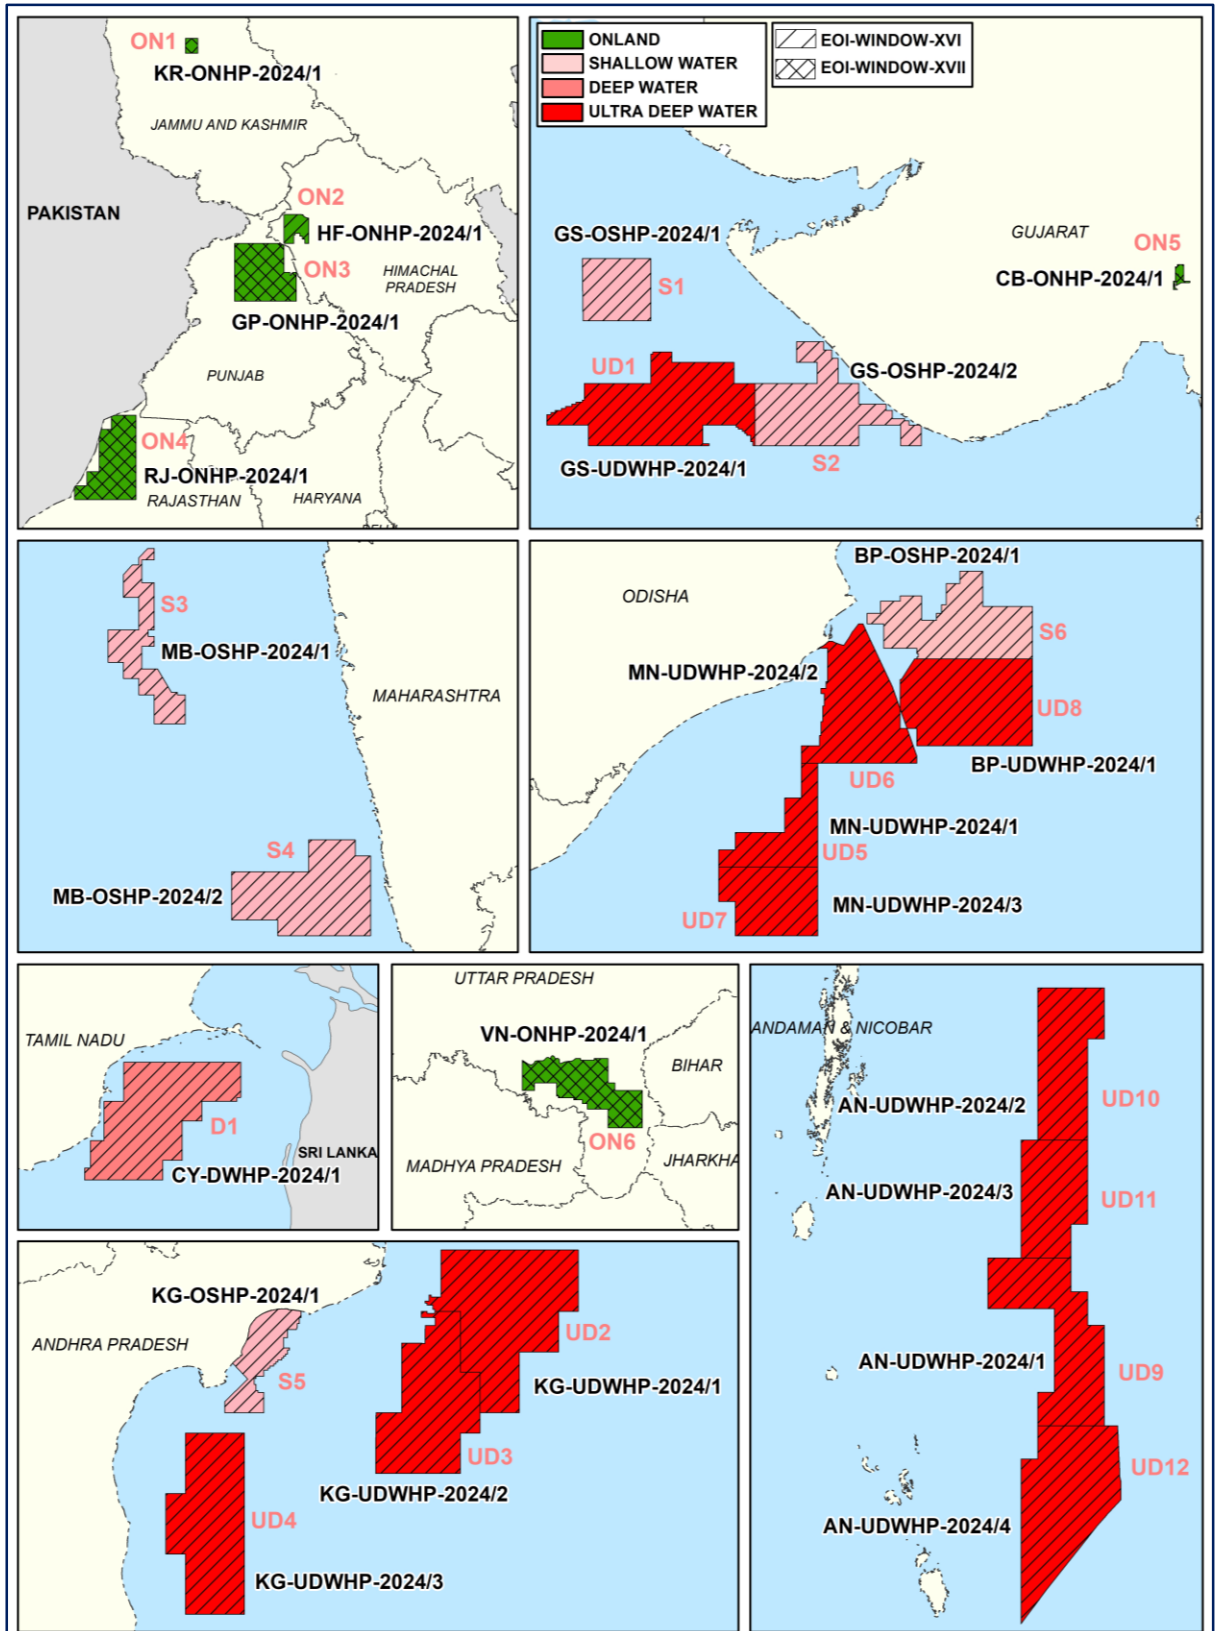 ON1
KR-ONHP-2024/1
JAMMU AND KASHMIR
ON2
PAKISTAN
HF-ONHP-2024/1
ON3
HIMACHAL
PRADESH
GP-ONHP-2024/1
PUNJAB
ON4
RJ-ONHP-2024/1
RAJASTHAN
HARYANA
ONLAND
SHALLOW WATER
DEEP WATER
ULTRA DEEP WATER
EOI-WINDOW-XVI
EOI-WINDOW-XVII
GS-OSHP-2024/1
GUJARAT
ON5
CB-ONHP-2024/1
S1
UD1
GS-OSHP-2024/2
GS-UDWHP-2024/1
S2
S3
MB-OSHP-2024/1
MAHARASHTRA
S4
MB-OSHP-2024/2
BP-OSHP-2024/1
ODISHA
S6
MN-UDWHP-2024/2
UD8
BP-UDWHP-2024/1
UD6
MN-UDWHP-2024/1
UD5
MN-UDWHP-2024/3
UD7
TAMIL NADU
D1
SRI LANKA
CY-DWHP-2024/1
UTTAR PRADESH
VN-ONHP-2024/1
BIHAR
ON6
MADHYA PRADESH
JHARKHA
ANDAMAN & NICOBAR
UD10
AN-UDWHP-2024/2
AN-UDWHP-2024/3
UD11
AN-UDWHP-2024/1
UD9
UD12
AN-UDWHP-2024/4
KG-OSHP-2024/1
ANDHRA PRADESH
UD2
S5
KG-UDWHP-2024/1
UD3
KG-UDWHP-2024/2
UD4
KG-UDWHP-2024/3